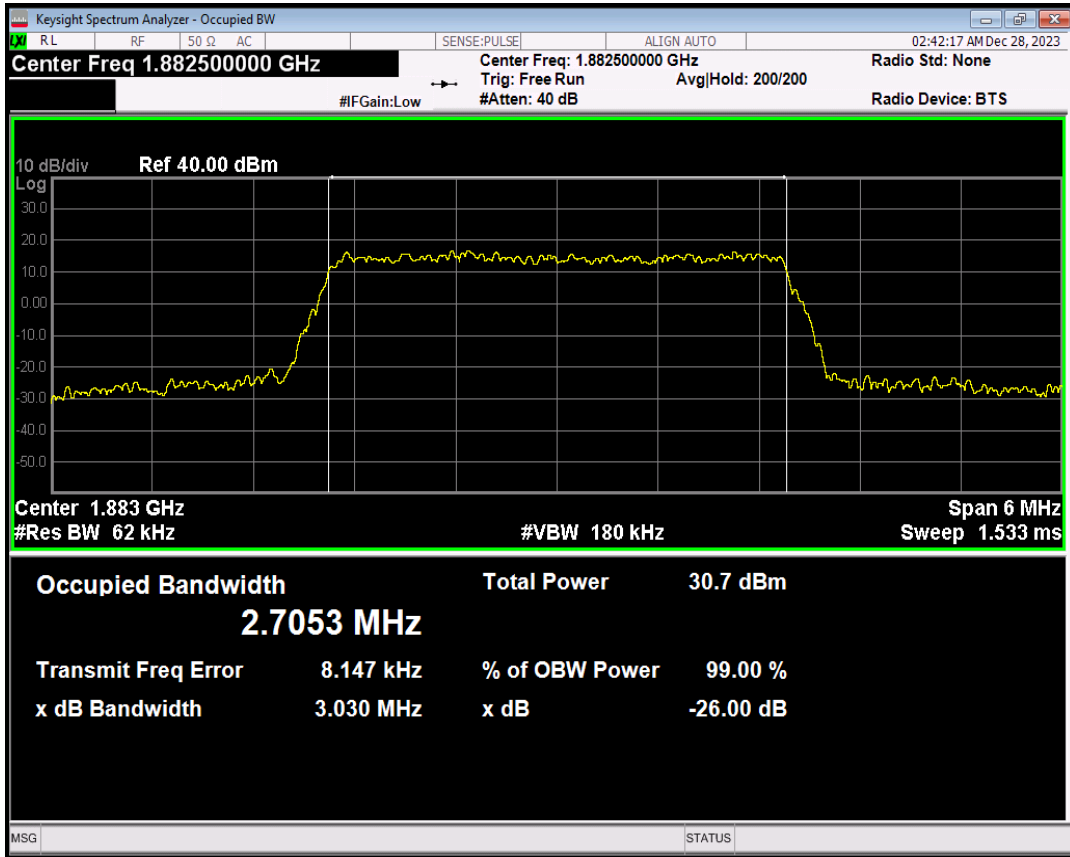 Keysight Spectrum Analyzer - Occupied BW
LXI RL RF 50 Ω AC SENSE:PULSE ALIGN AUTO 02:42:17 AM Dec 28, 2023
Center Freq 1.882500000 GHz Center Freq: 1.882500000 GHz Radio Std: None
Trig: Free Run Avg|Hold: 200/200
#IFGain:Low #Atten: 40 dB Radio Device: BTS
10 dB/div Ref 40.00 dBm
Log
30.0
20.0
10.0
0.00
-10.0
-20.0
-30.0
-40.0
-50.0
Center 1.883 GHz Span 6 MHz
#Res BW 62 kHz #VBW 180 kHz Sweep 1.533 ms
Occupied Bandwidth Total Power 30.7 dBm
2.7053 MHz
Transmit Freq Error 8.147 kHz % of OBW Power 99.00 %
x dB Bandwidth 3.030 MHz x dB -26.00 dB
MSG STATUS